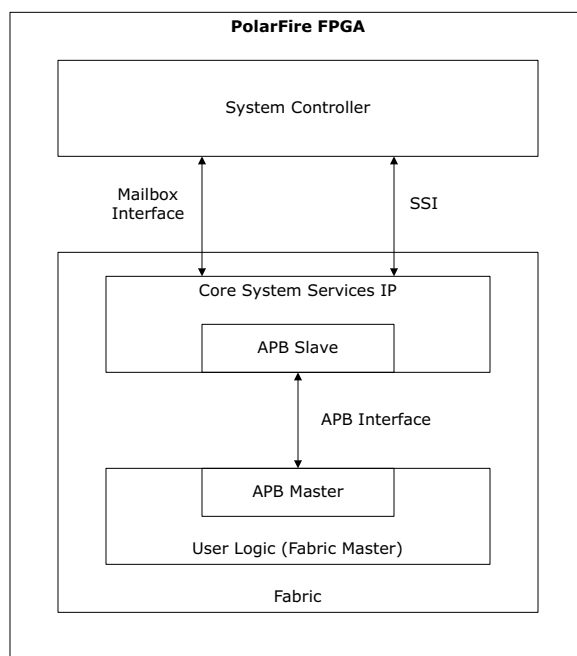 PolarFire FPGA
System Controller
Mailbox
Interface
SSI
Core System Services IP
APB Slave
APB Interface
APB Master
User Logic (Fabric Master)
Fabric